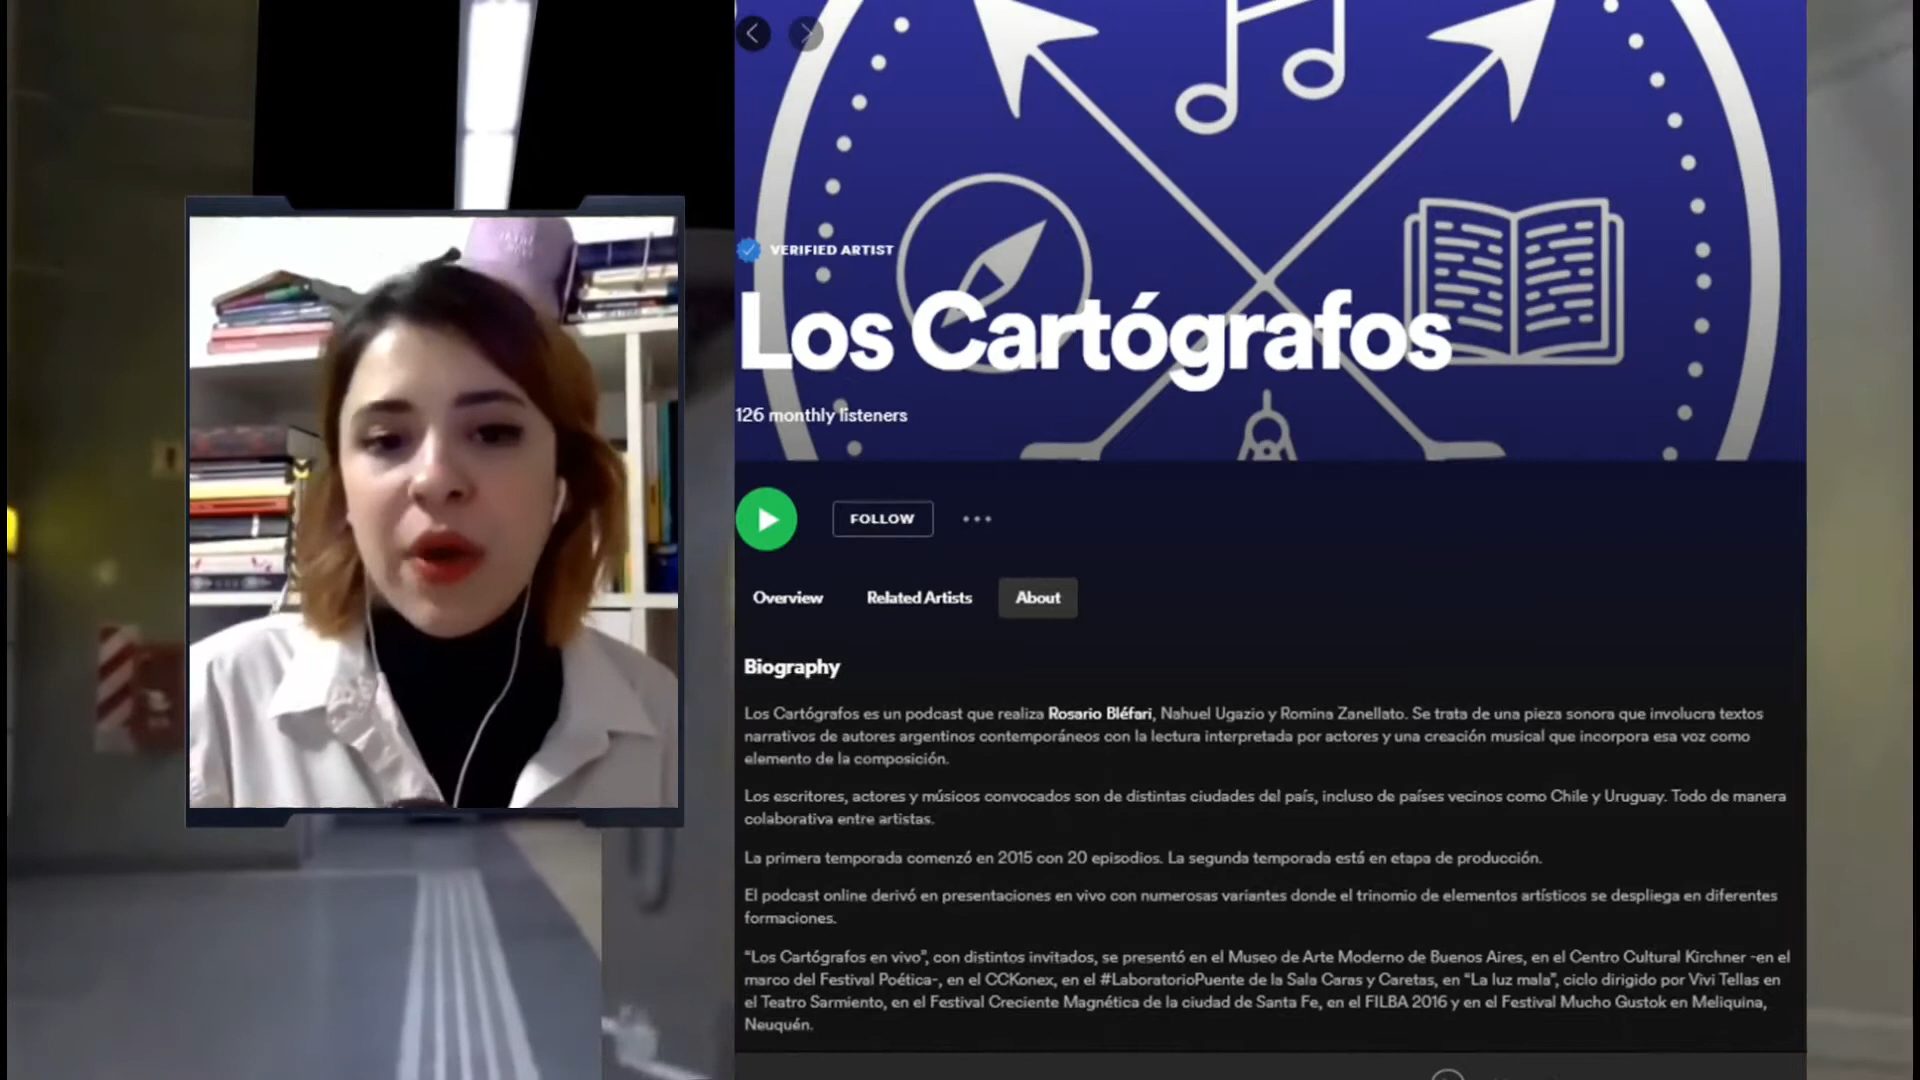 VERIFIED ARTIST
Los Cartógrafos
126 monthly listeners
FOLLOW
Overview
Related Artists
About
Biography
Los Cartógrafos es un podcast que realiza Rosario Bléfari, Nahuel Ugazio y Romina Zanellato. Se trata de una pieza sonora que involucra textos
narrativos de autores argentinos contemporáneos con la lectura interpretada por actores y una creación musical que incorpora esa voz como
elemento de la composición.
Los escritores, actores y músicos convocados son de distintas ciudades del país, incluso de países vecinos como Chile y Uruguay. Todo de manera
colaborativa entre artistas.
La primera temporada comenzó en 2015 con 20 episodios. La segunda temporada está en etapa de producción.
El podcast online derivó en presentaciones en vivo con numerosas variantes donde el trinomio de elementos artísticos se despliega en diferentes
formaciones.
“Los Cartógrafos en vivo”, con distintos invitados, se presentó en el Museo de Arte Moderno de Buenos Aires, en el Centro Cultural Kirchner -en el
marco del Festival Poética-, en el CCKonex, en el #LaboratorioPuente de la Sala Caras y Caretas, en “La luz mala”, ciclo dirigido por Vivi Tellas en
el Teatro Sarmiento, en el Festival Creciente Magnética de la ciudad de Santa Fe, en el FILBA 2016 y en el Festival Mucho Gustok en Meliquina,
Neuquén.